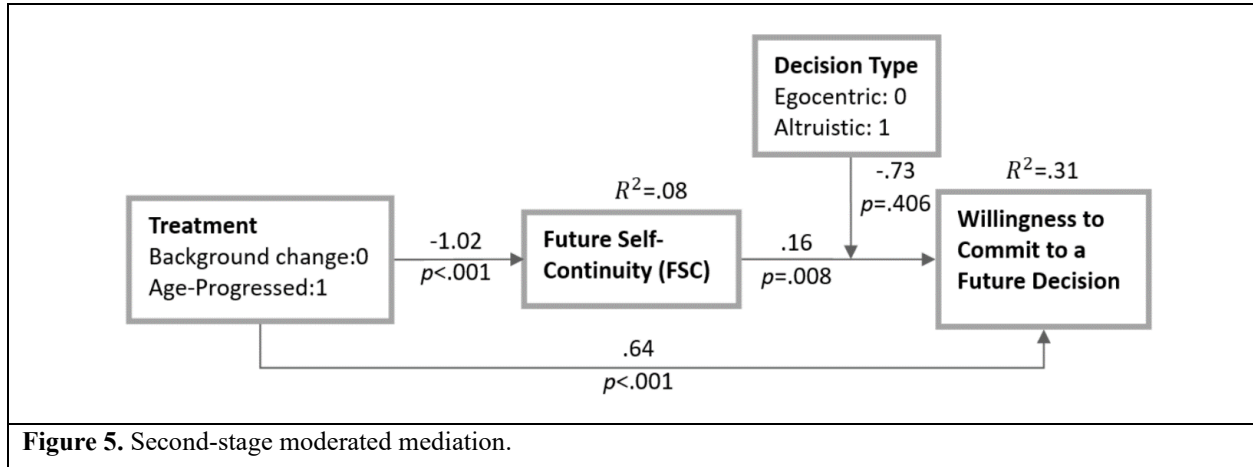 Decision Type
Egocentric: 0
Altruistic: 1
-.73
p=.406
R²=.31
R²=.08
Treatment
Background change:0
Age-Progressed:1
-1.02
p<.001
Future Self-
Continuity (FSC)
.16
p=.008
Willingness to
Commit to a
Future Decision
.64
p<.001
Figure 5. Second-stage moderated mediation.